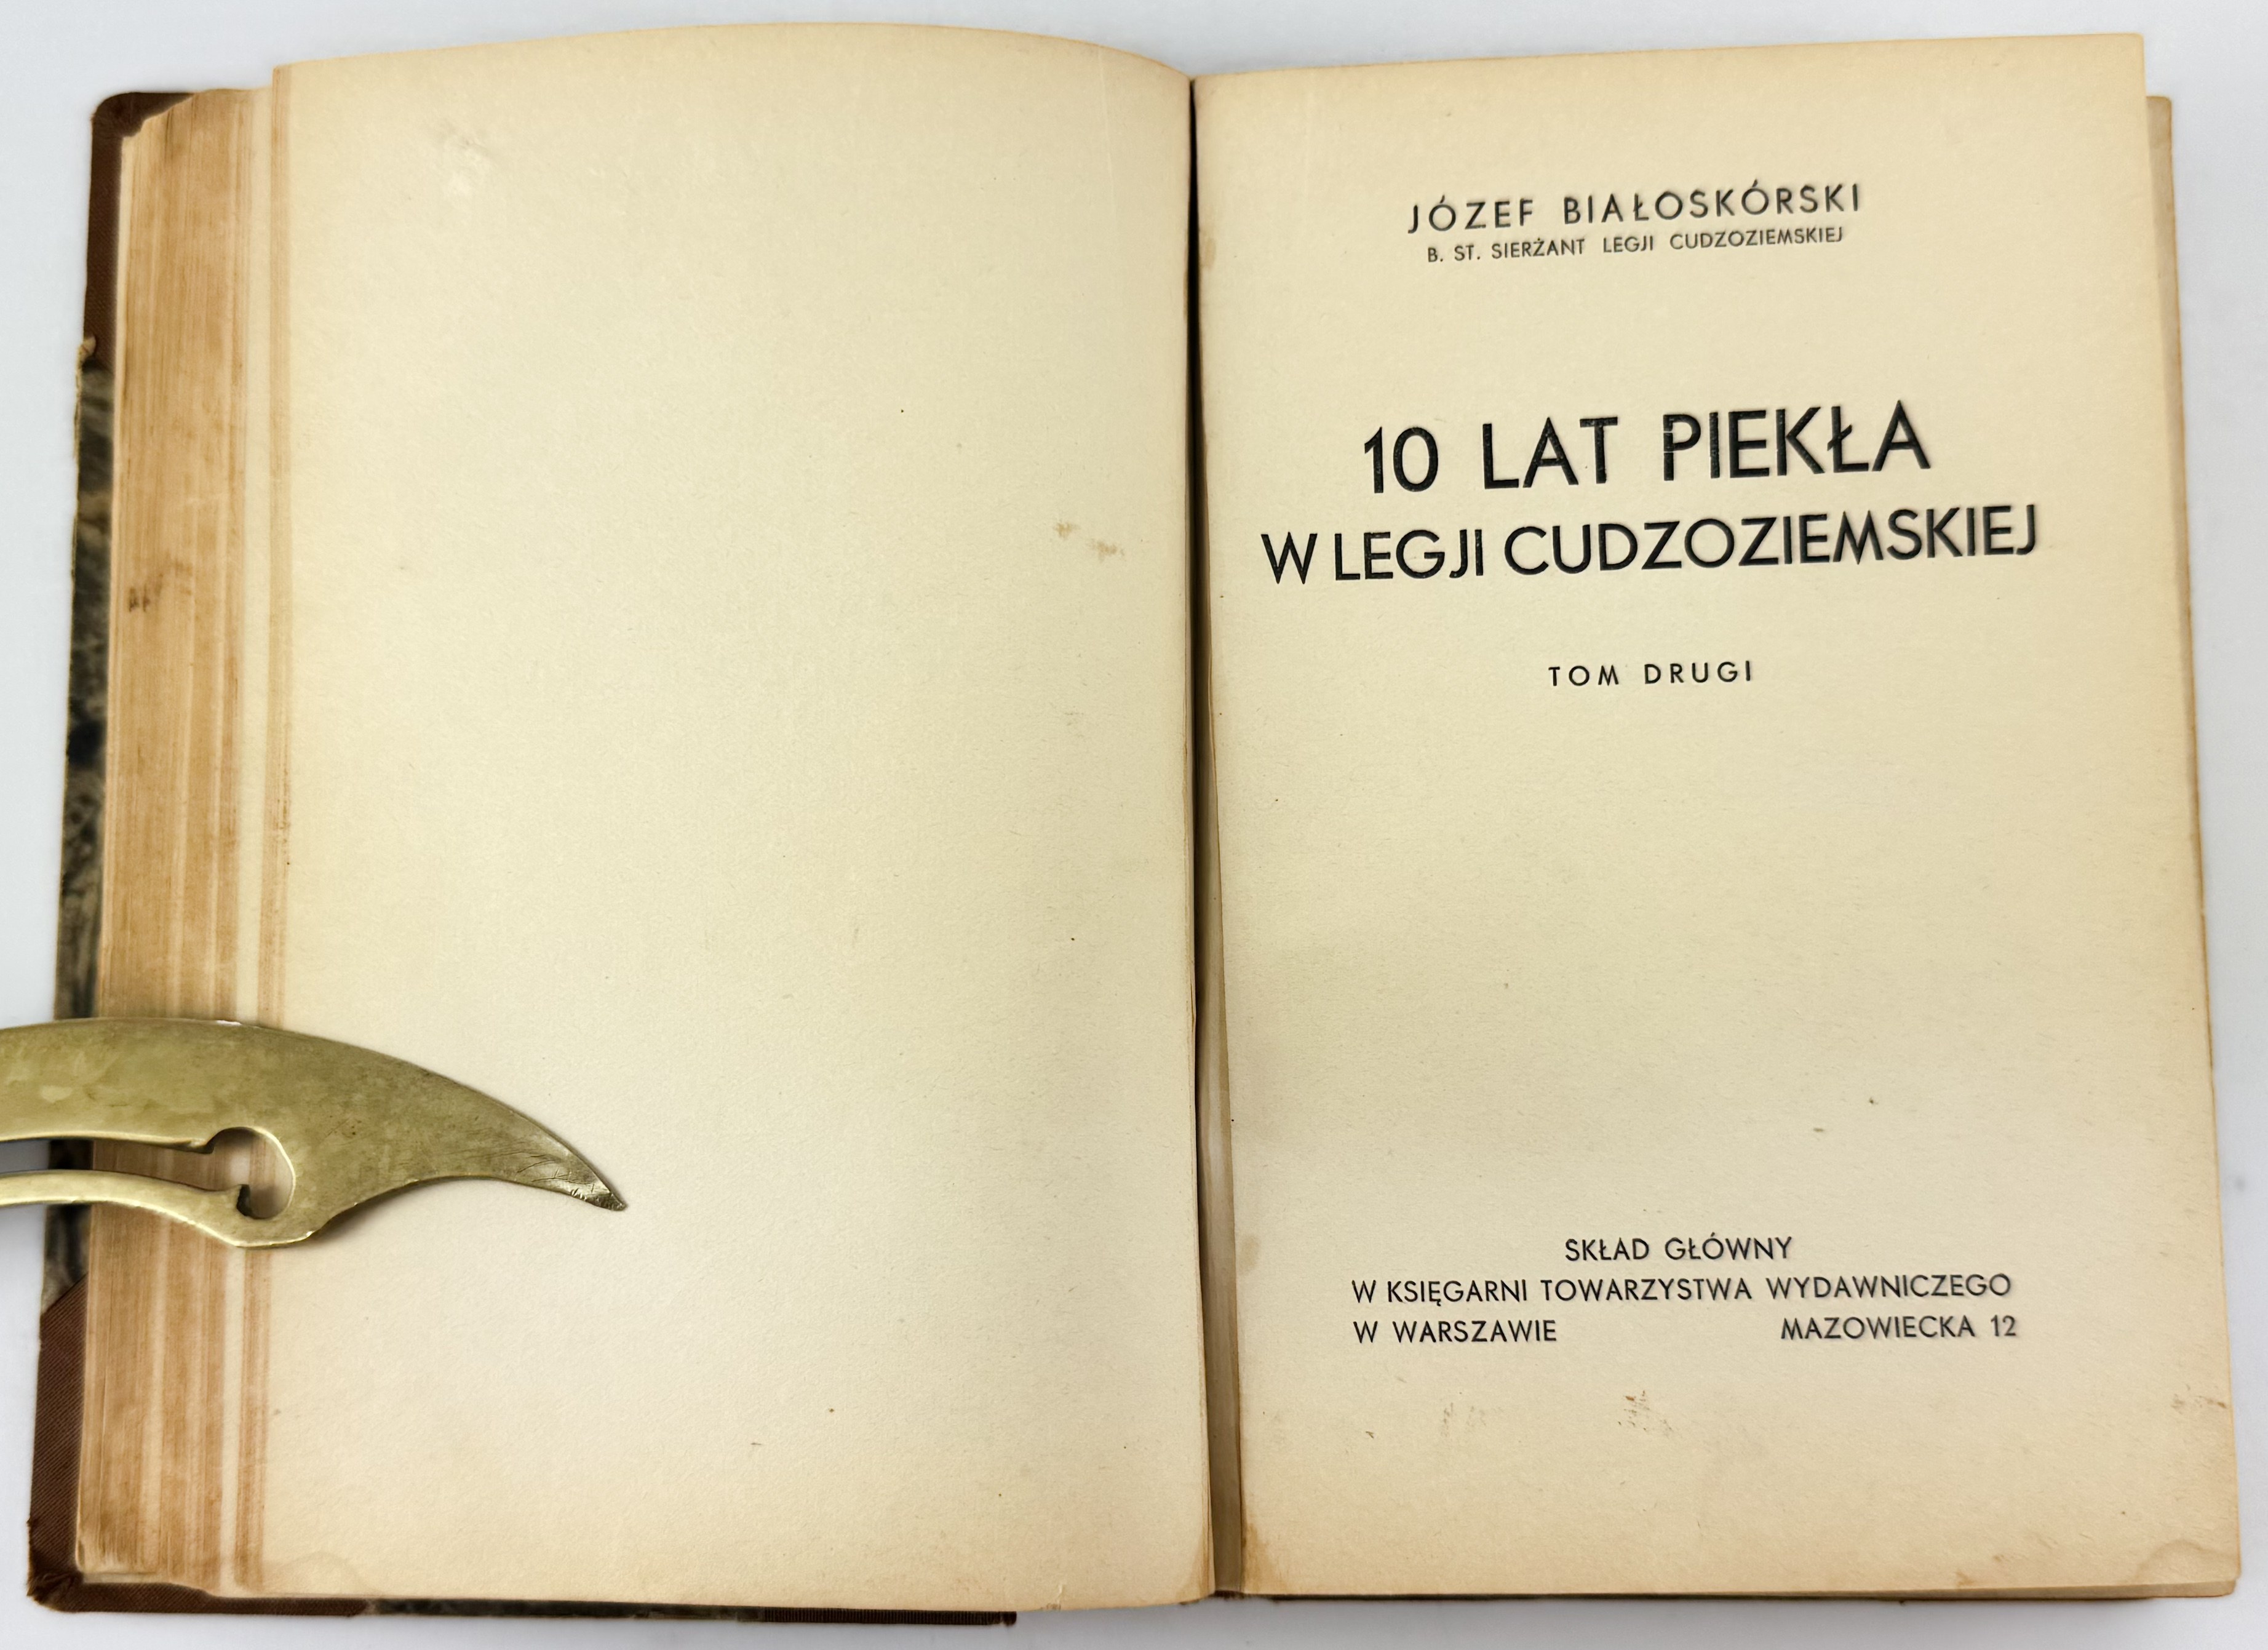 JÓZEF BIAŁOSKÓRSKI
B. ST. SIERŻANT LEGJI CUDZOZIEMSKIEJ
10 LAT PIEKŁA
W LEGJI CUDZOZIEMSKIEJ
TOM DRUGI
SKŁAD GŁÓWNY
W KSIĘGARNI TOWARZYSTWA WYDAWNICZEGO
W WARSZAWIE MAZOWIECKA 12